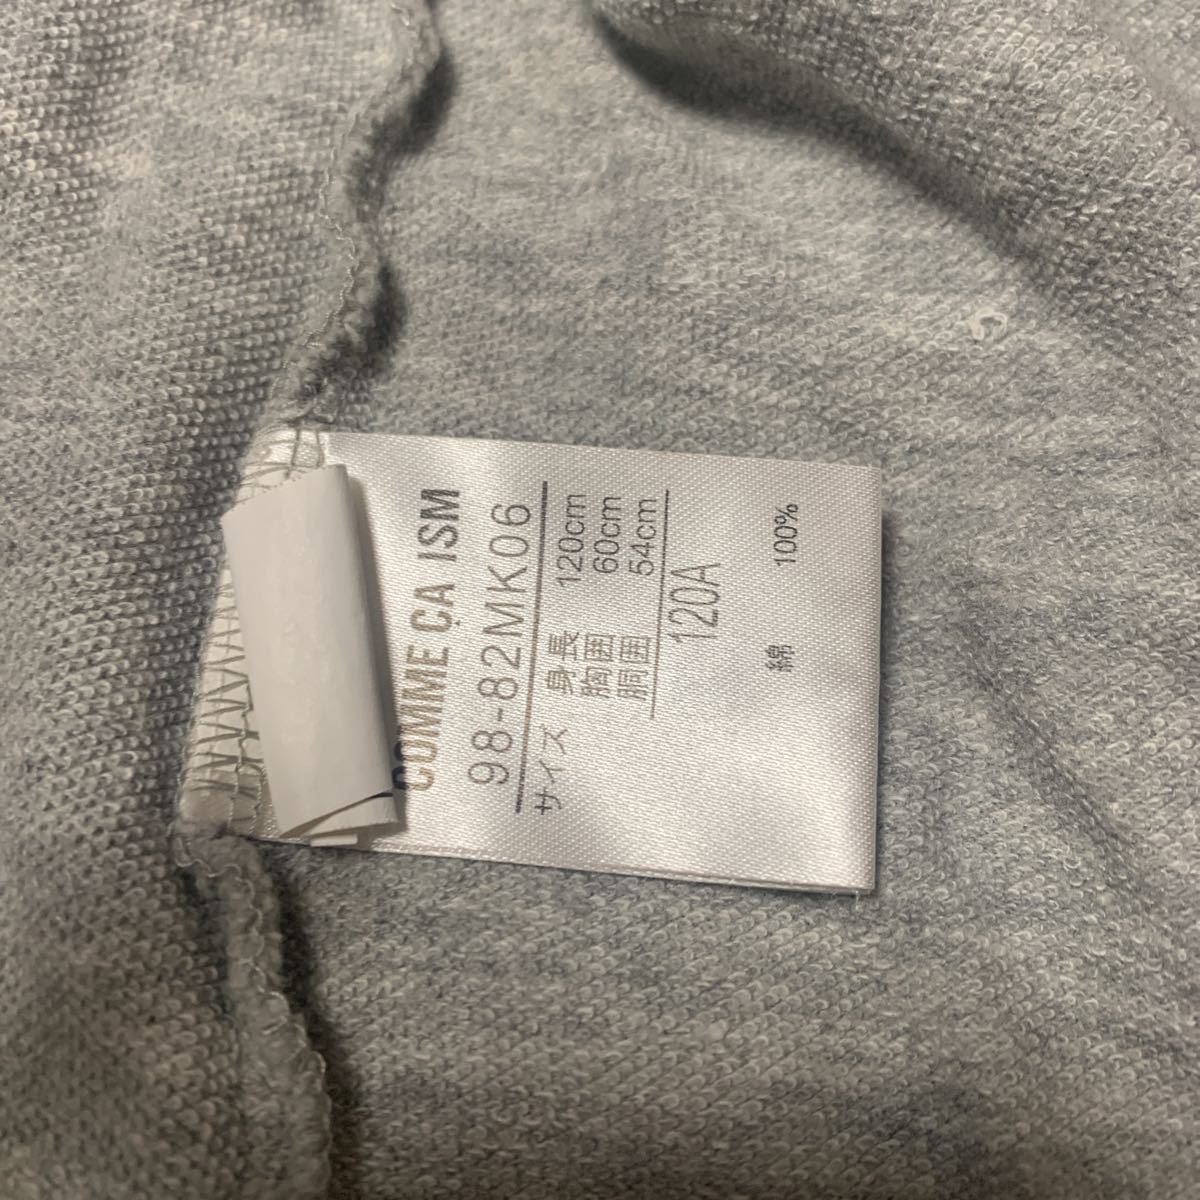 COMME ÇA ISM
98-82MK06
サイズ 身長 120cm
胸囲 60cm
胴囲 54cm
120A
綿 100%